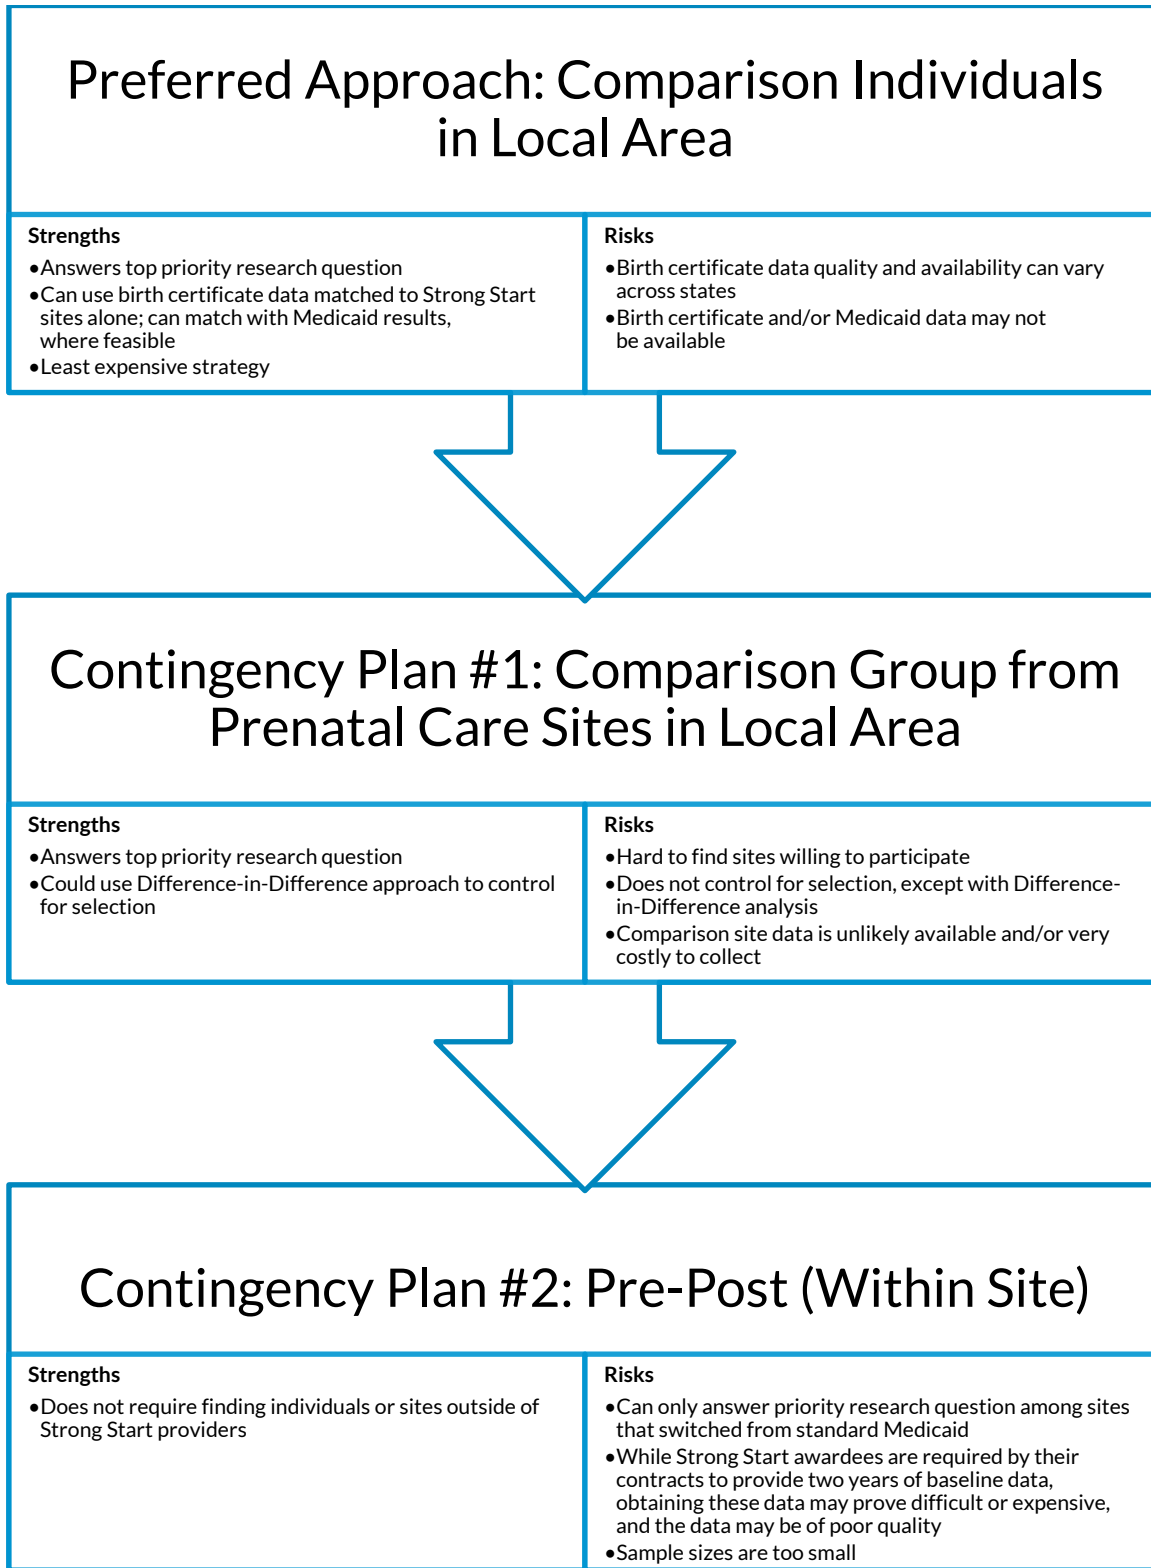 Preferred Approach: Comparison Individuals
in Local Area
Strengths
•Answers top priority research question
•Can use birth certificate data matched to Strong Start
sites alone; can match with Medicaid results,
where feasible
•Least expensive strategy
Risks
•Birth certificate data quality and availability can vary
across states
•Birth certificate and/or Medicaid data may not
be available
Contingency Plan #1: Comparison Group from
Prenatal Care Sites in Local Area
Strengths
•Answers top priority research question
•Could use Difference-in-Difference approach to control
for selection
Risks
•Hard to find sites willing to participate
•Does not control for selection, except with Difference-
in-Difference analysis
•Comparison site data is unlikely available and/or very
costly to collect
Contingency Plan #2: Pre-Post (Within Site)
Strengths
•Does not require finding individuals or sites outside of
Strong Start providers
Risks
•Can only answer priority research question among sites
that switched from standard Medicaid
•While Strong Start awardees are required by their
contracts to provide two years of baseline data,
obtaining these data may prove difficult or expensive,
and the data may be of poor quality
•Sample sizes are too small